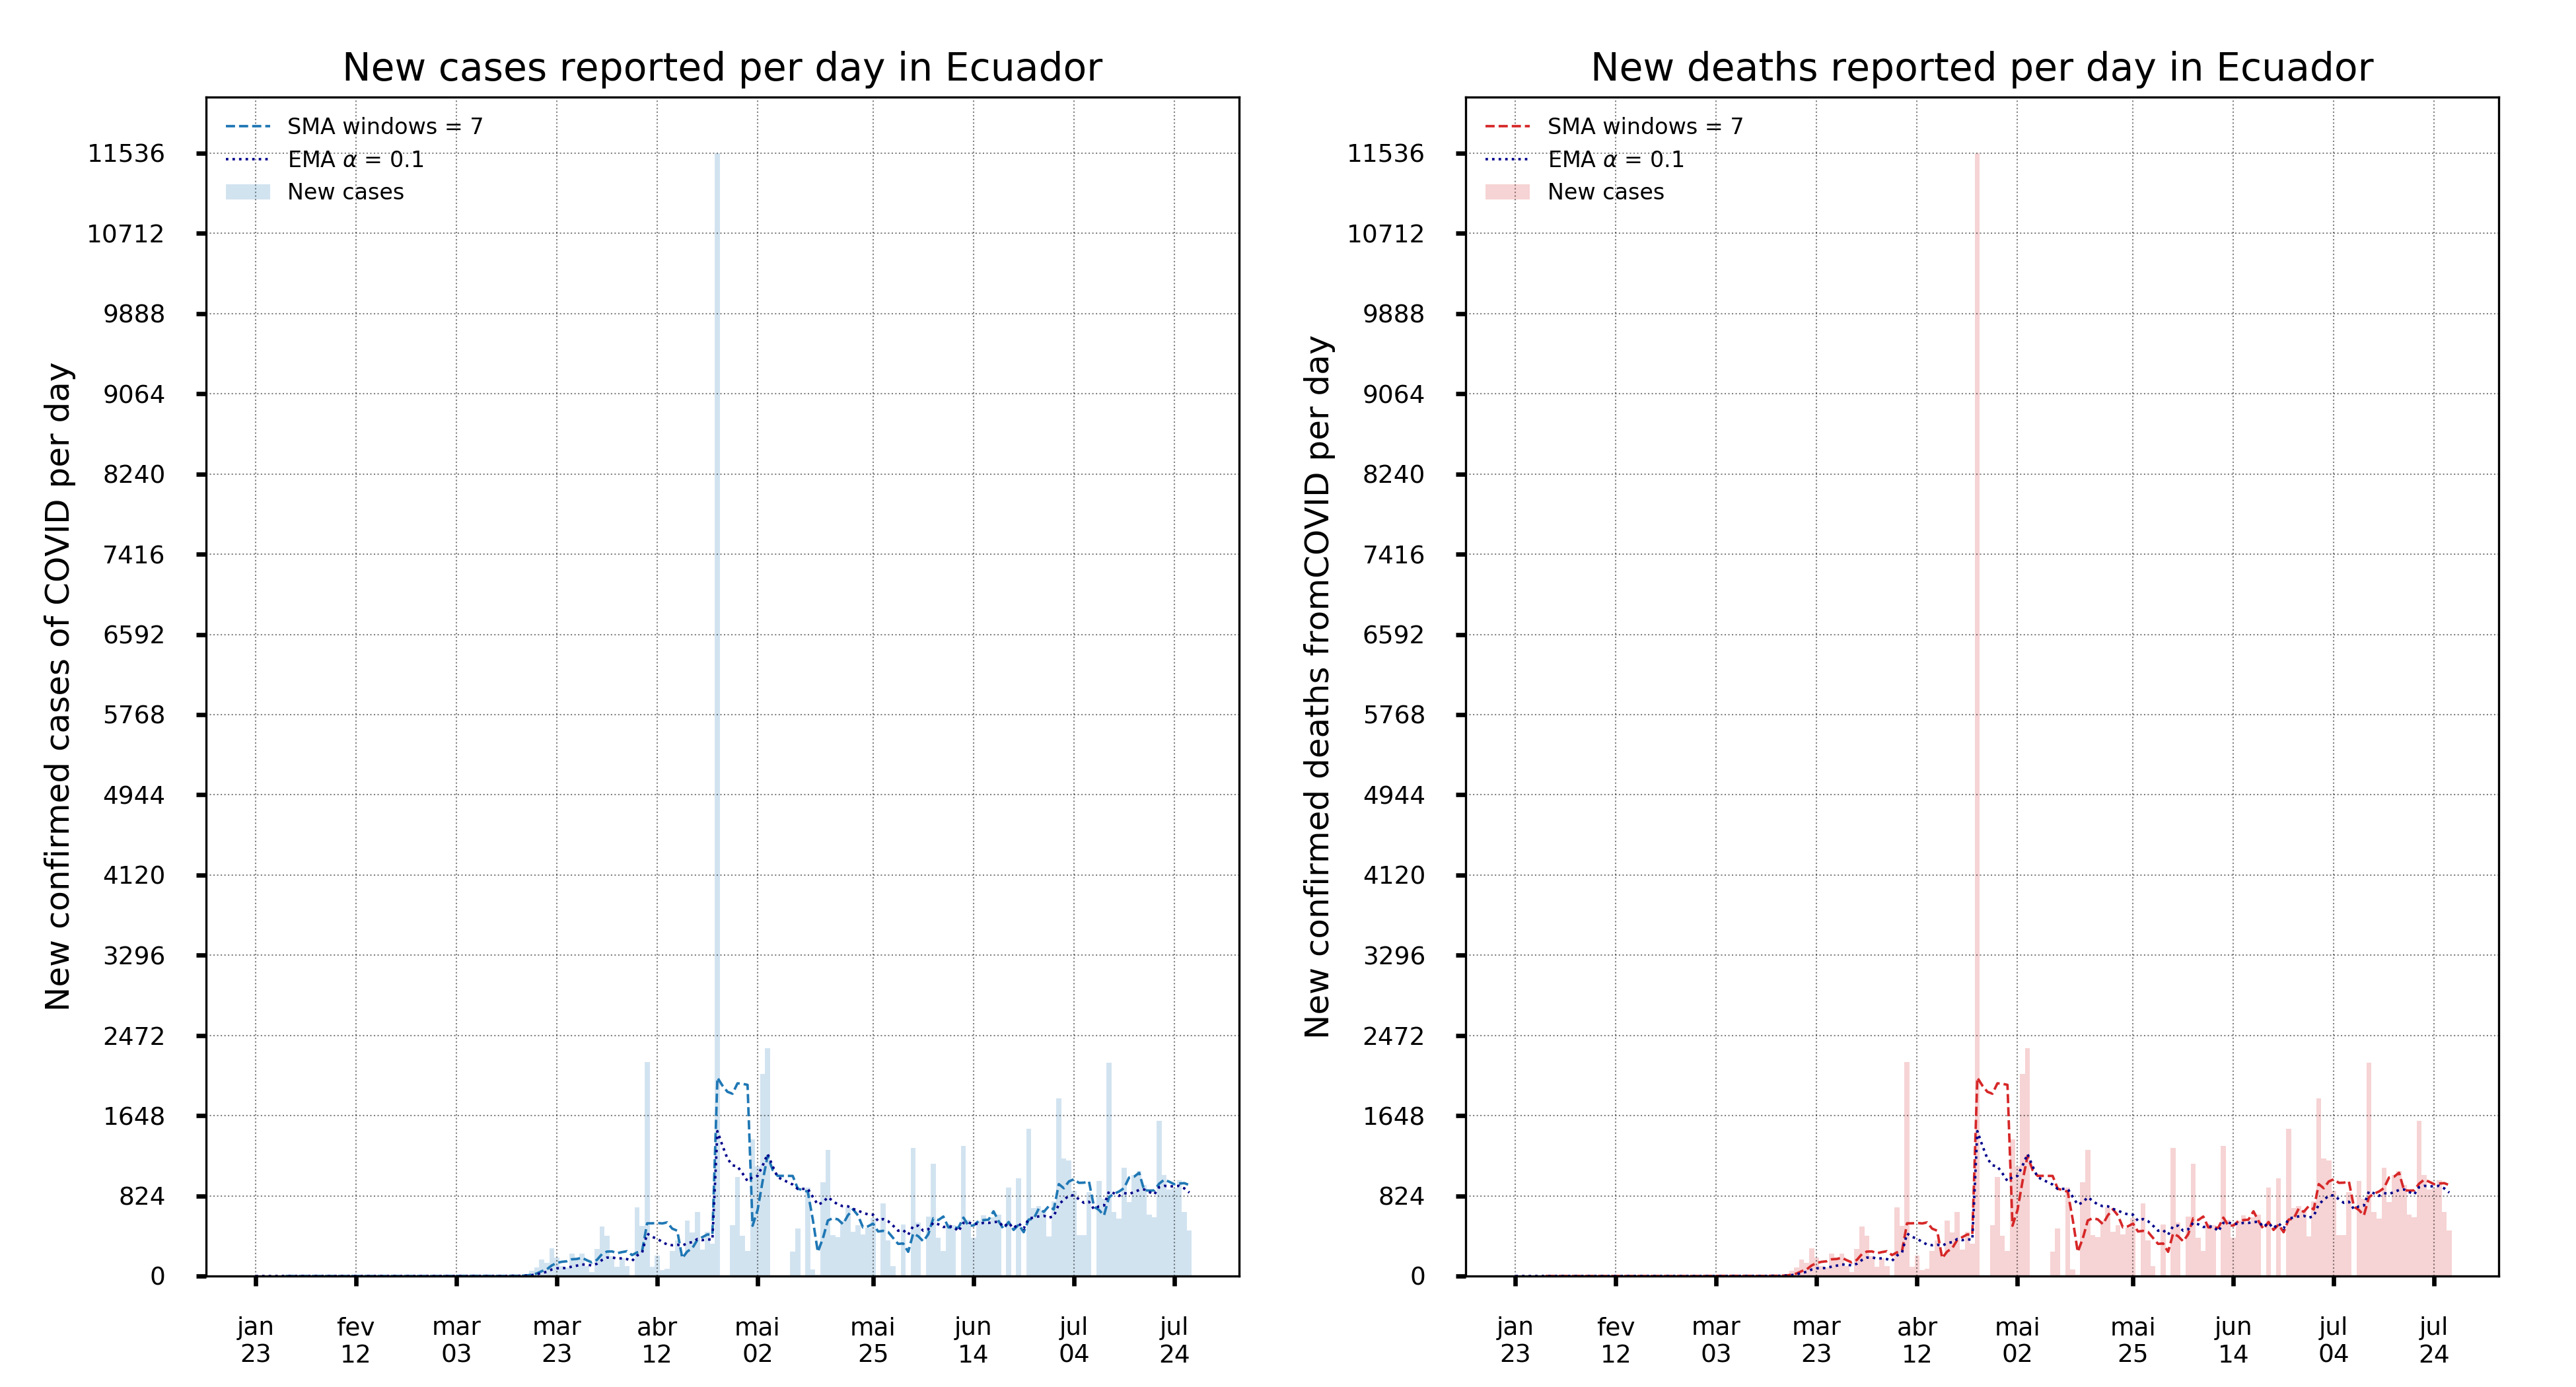 New cases reported per day in Ecuador
SMA windows = 7
EMA α = 0.1
New cases
New confirmed cases of COVID per day
11536
10712
9888
9064
8240
7416
6592
5768
4944
4120
3296
2472
1648
824
0
jan 23
fev 12
mar 03
mar 23
abr 12
mai 02
mai 25
jun 14
jul 04
jul 24
New deaths reported per day in Ecuador
SMA windows = 7
EMA α = 0.1
New cases
New confirmed deaths fromCOVID per day
11536
10712
9888
9064
8240
7416
6592
5768
4944
4120
3296
2472
1648
824
0
jan 23
fev 12
mar 03
mar 23
abr 12
mai 02
mai 25
jun 14
jul 04
jul 24